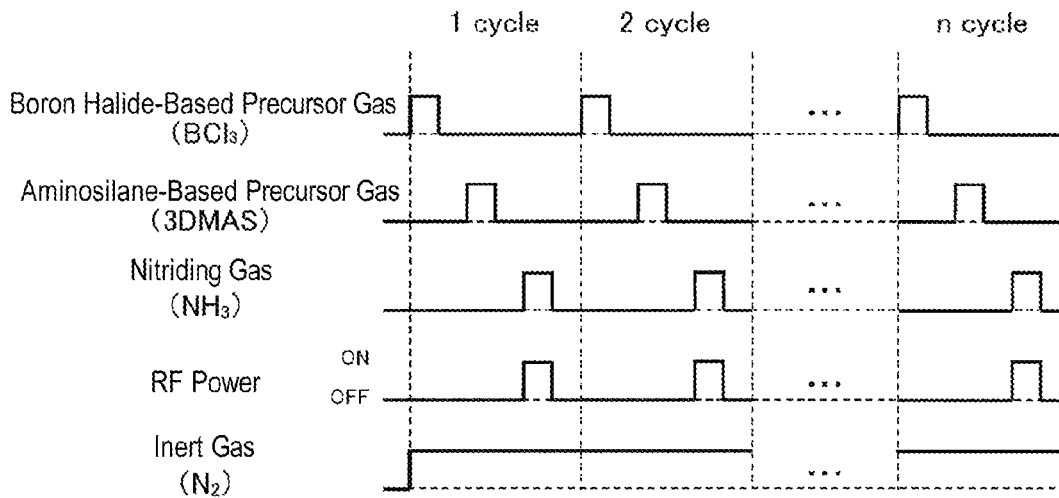 1 cycle 2 cycle n cycle
Boron Halide-Based Precursor Gas
(BCl₃)
Aminosilane-Based Precursor Gas
(3DMAS)
Nitriding Gas
(NH₃)
RF Power ON
OFF
Inert Gas
(N₂)